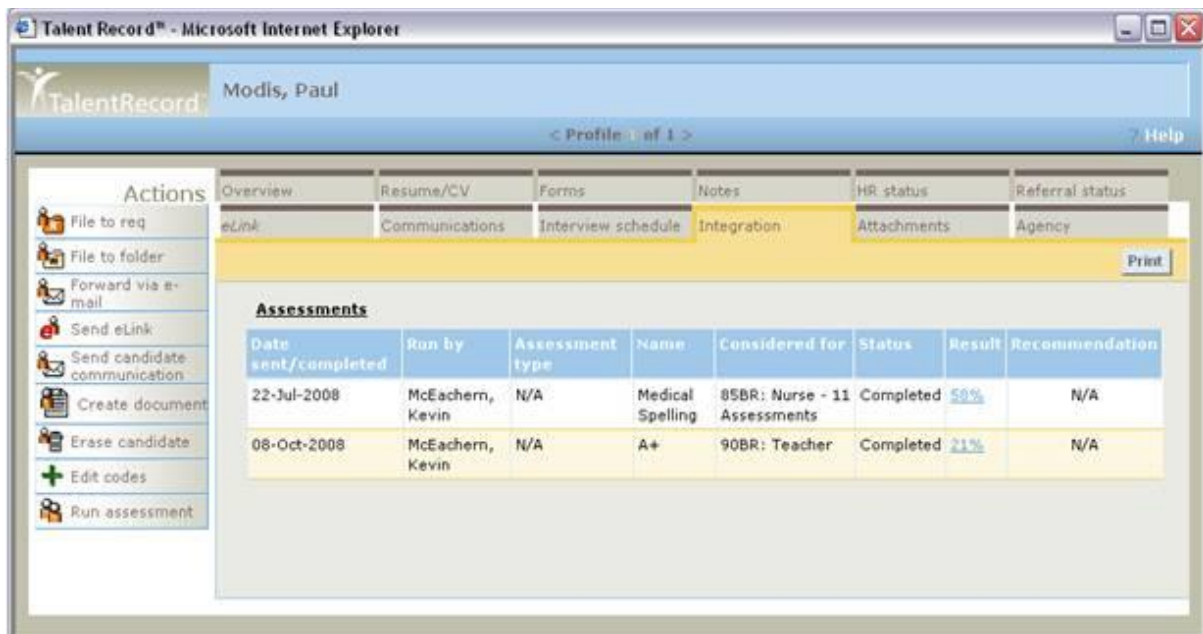 Talent Record™ - Microsoft Internet Explorer
TalentRecord
Modis, Paul
< Profile 1 of 1 >
? Help
Actions
Overview Resume/CV Forms Notes HR status Referral status
eLink Communications Interview schedule Integration Attachments Agency
File to req
File to folder
Forward via e-
mail
Send eLink
Send candidate
communication
Create document
Erase candidate
Edit codes
Run assessment
Print
Assessments
Date Run by Assessment Name Considered for Status Result Recommendation
sent/completed type
22-Jul-2008 McEachern, N/A Medical 85BR: Nurse - 11 Completed 58% N/A
Kevin Spelling Assessments
08-Oct-2008 McEachern, N/A A+ 90BR: Teacher Completed 21% N/A
Kevin